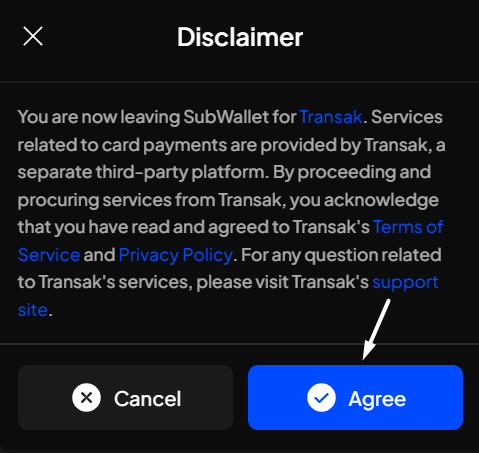 Disclaimer
You are now leaving SubWallet for Transak. Services
related to card payments are provided by Transak, a
separate third-party platform. By proceeding and
procuring services from Transak, you acknowledge
that you have read and agreed to Transak's Terms of
Service and Privacy Policy. For any question related
to Transak's services, please visit Transak's support
site.
Cancel
Agree